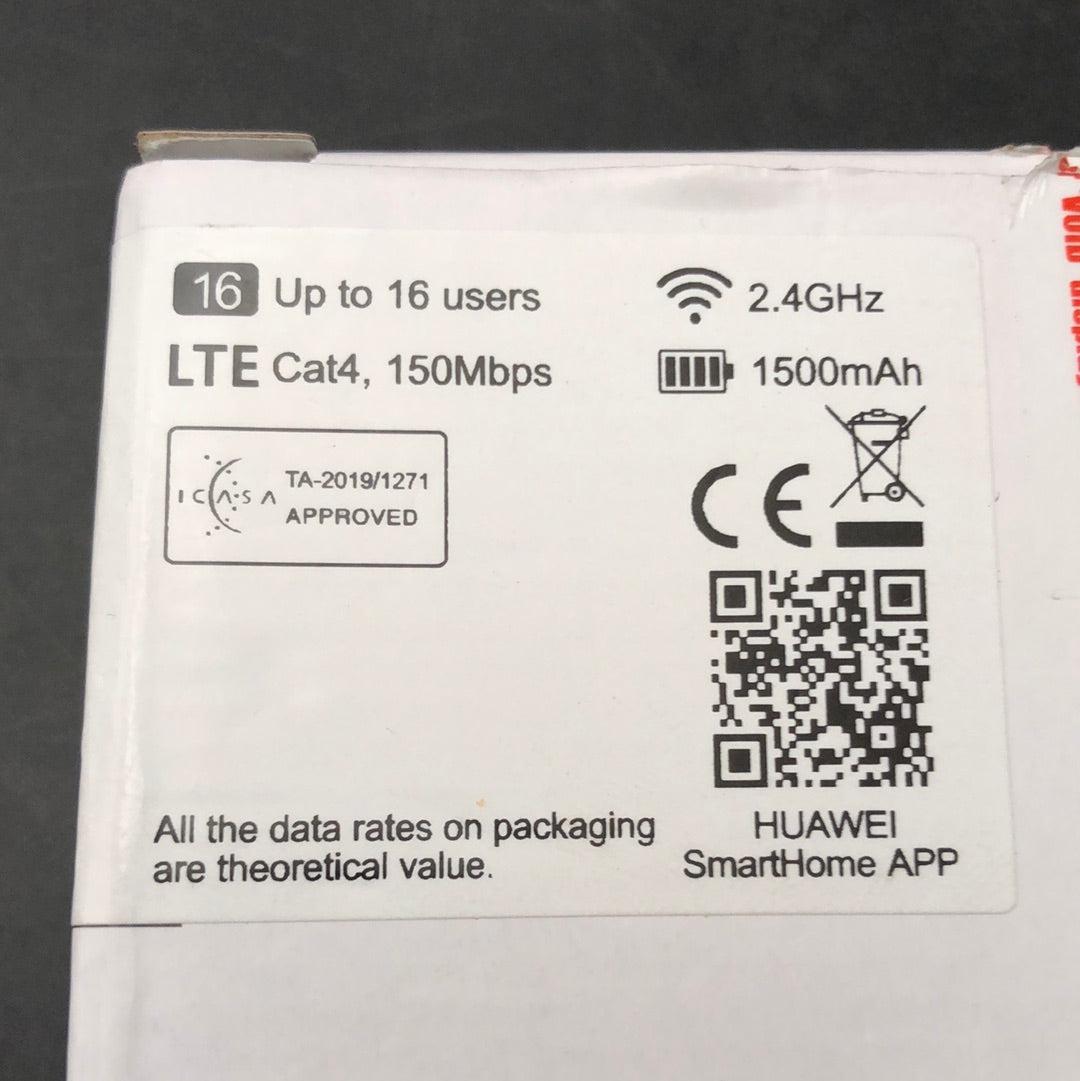 16 Up to 16 users
2.4GHz
LTE Cat4, 150Mbps
1500mAh
ICASA
TA-2019/1271
APPROVED
CE
All the data rates on packaging
are theoretical value.
HUAWEI
SmartHome APP